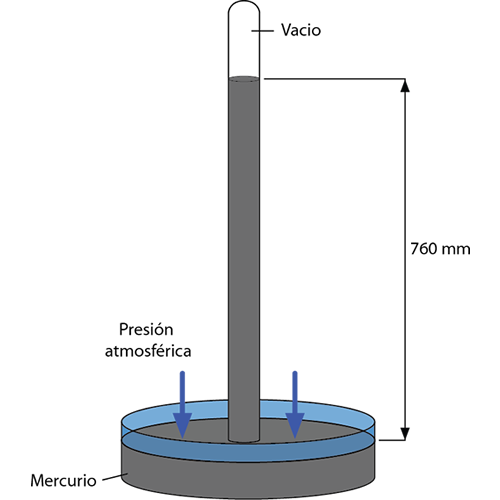 Vacio
760 mm
Presión
atmosférica
Mercurio